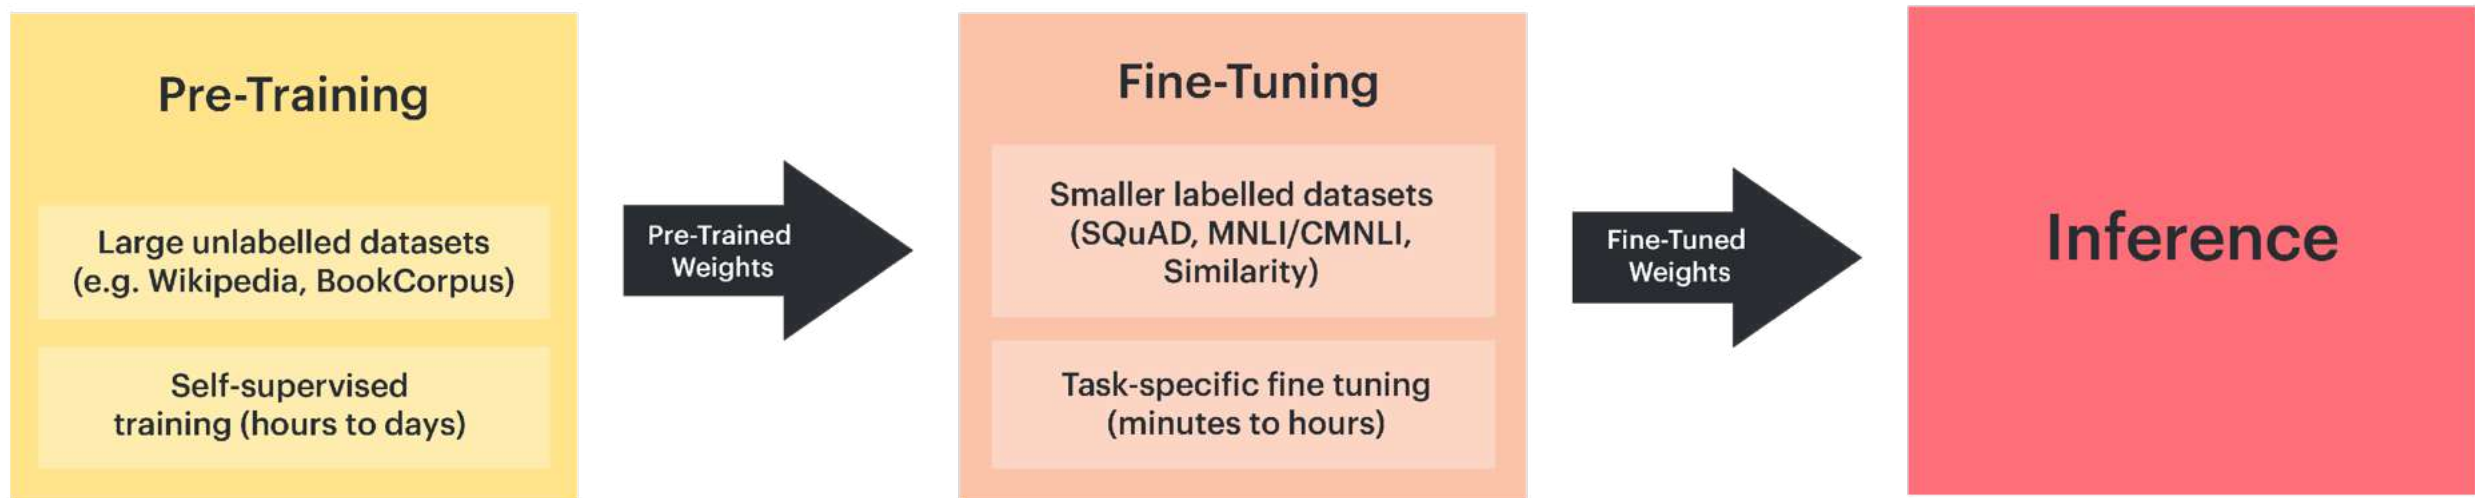 Pre-Training
Large unlabelled datasets
(e.g. Wikipedia, BookCorpus)
Self-supervised
training (hours to days)
Pre-Trained
Weights
Fine-Tuning
Smaller labelled datasets
(SQuAD, MNLI/CMNLI,
Similarity)
Task-specific fine tuning
(minutes to hours)
Fine-Tuned
Weights
Inference